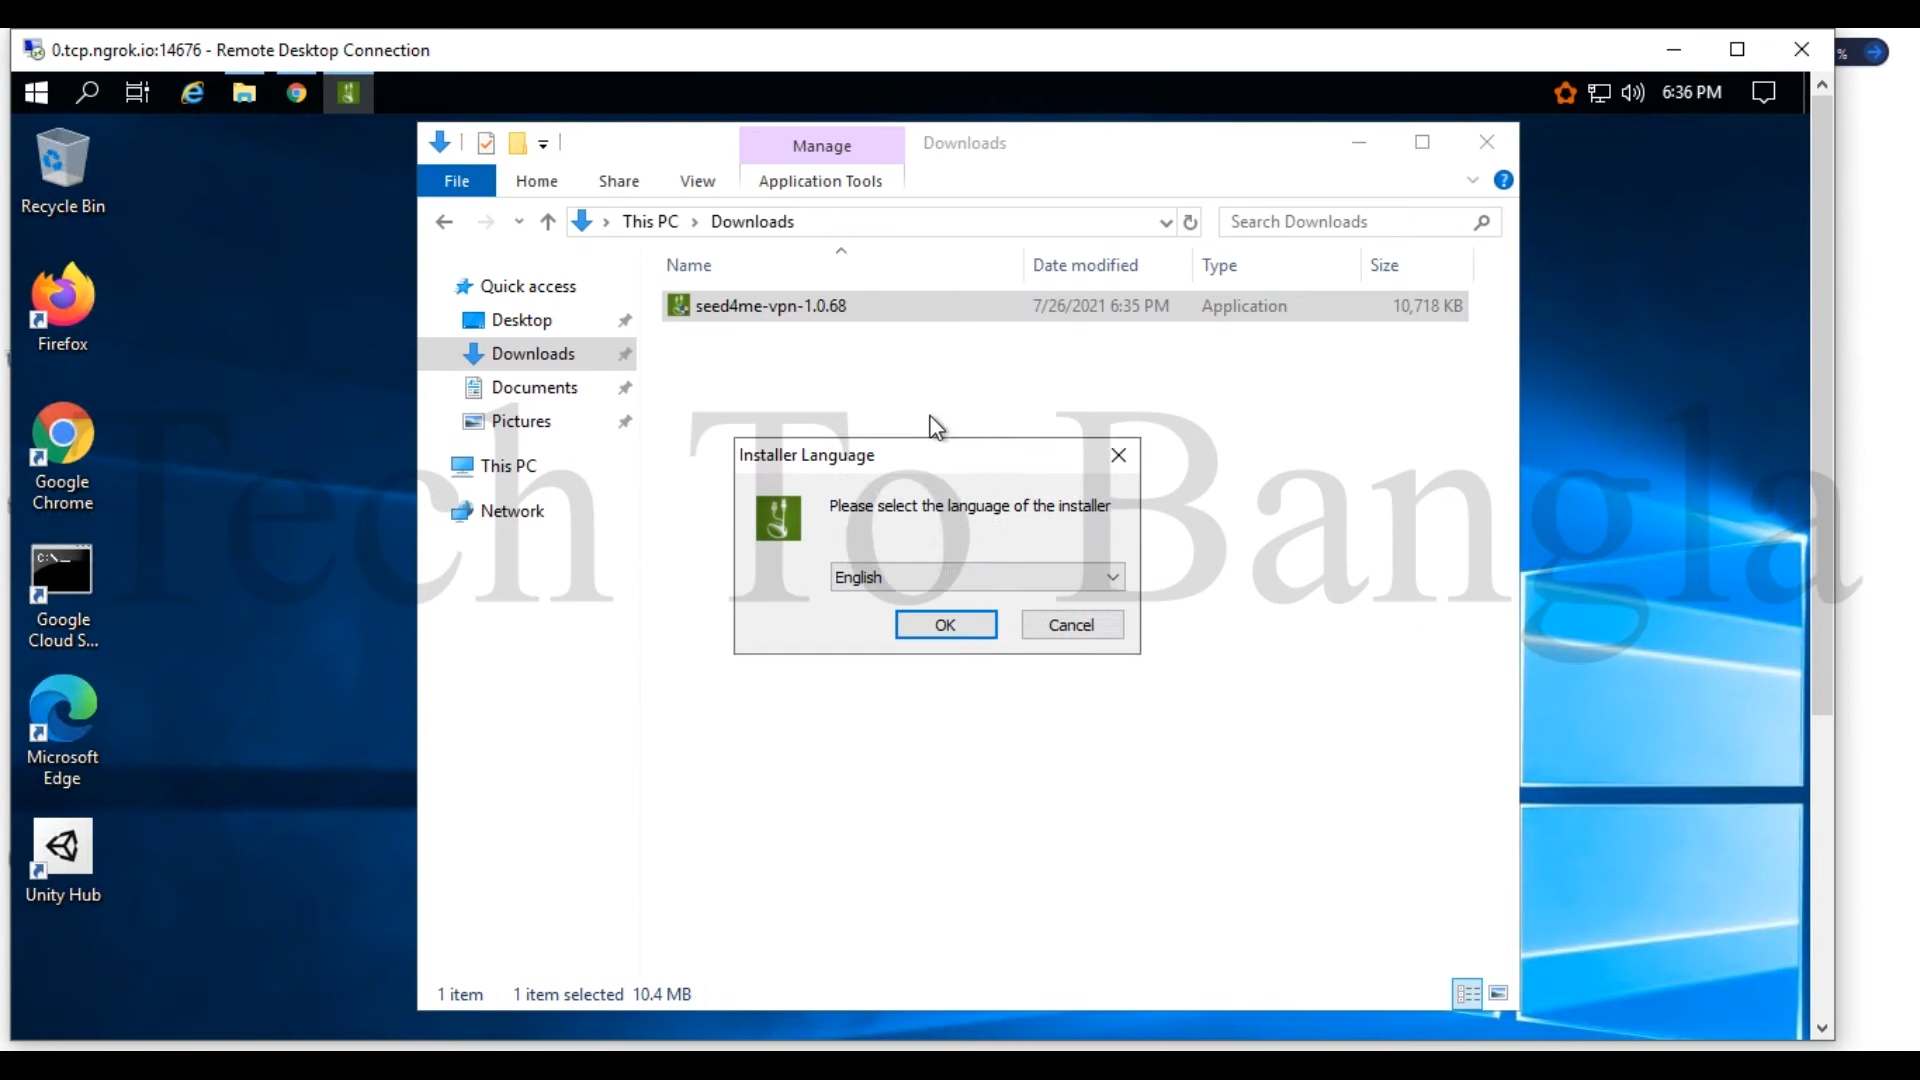 0.tcp.ngrok.io:14676 - Remote Desktop Connection
%
6:36 PM
Recycle Bin
Firefox
Google
Chrome
Google
Cloud S...
Microsoft
Edge
Unity Hub
Manage
Downloads
File
Home
Share
View
Application Tools
This PC
Downloads
Search Downloads
Name
Date modified
Type
Size
Quick access
Desktop
Downloads
Documents
Pictures
This PC
Network
seed4me-vpn-1.0.68
7/26/2021 6:35 PM
Application
10,718 KB
Installer Language
Please select the language of the installer
English
OK
Cancel
Tech To Bangla
1 item
1 item selected 10.4 MB